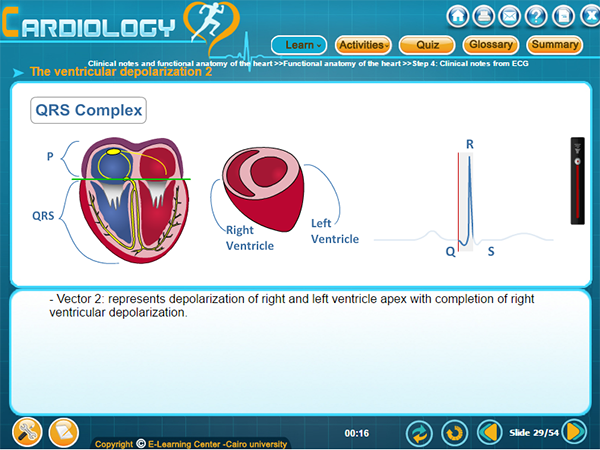 CARDIOLOGY
Learn
Activities
Quiz
Glossary
Summary
Clinical notes and functional anatomy of the heart >>Functional anatomy of the heart >>Step 4: Clinical notes from ECG
The ventricular depolarization 2
QRS Complex
P
QRS
Right
Ventricle
Left
Ventricle
R
Q
S
- Vector 2: represents depolarization of right and left ventricle apex with completion of right
ventricular depolarization.
Copyright © E-Learning Center -Cairo university
00:16
Slide 29/54